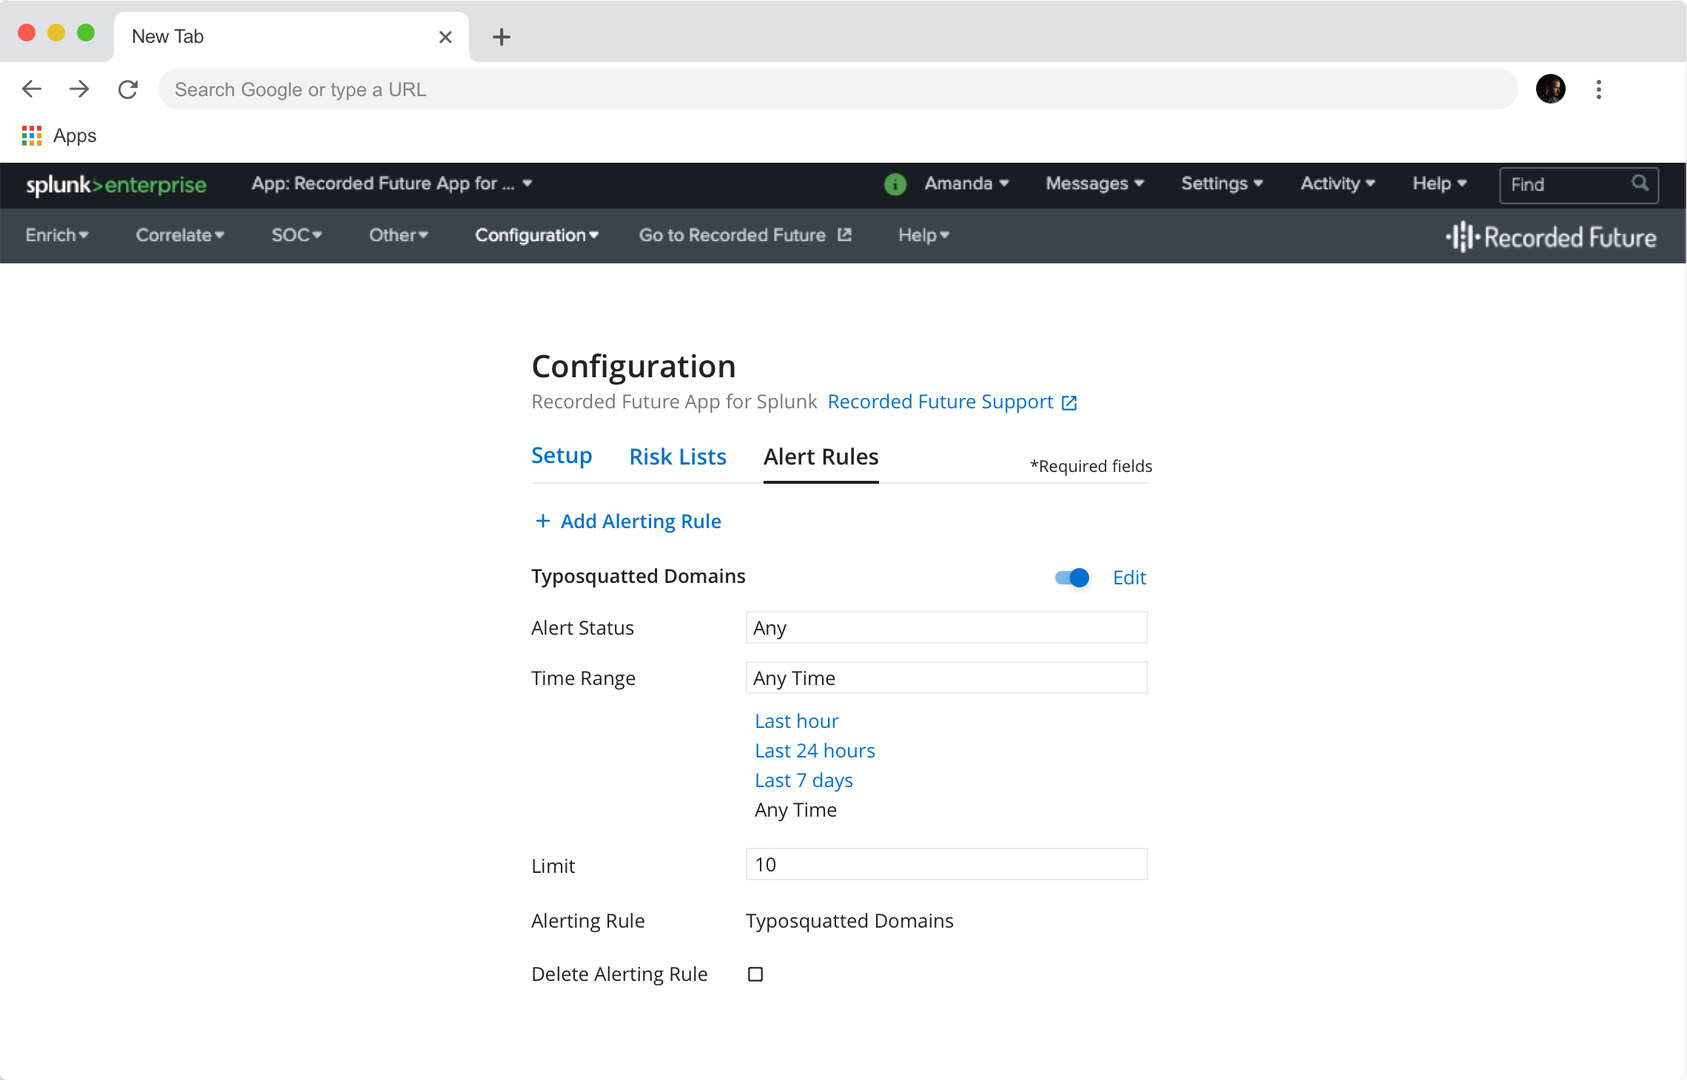 New Tab
Search Google or type a URL
Apps
splunk>enterprise App: Recorded Future App for ... i Amanda Messages Settings Activity Help Find
Enrich Correlate SOC Other Configuration Go to Recorded Future Help Recorded Future
Configuration
Recorded Future App for Splunk Recorded Future Support
Setup Risk Lists Alert Rules *Required fields
+ Add Alerting Rule
Typosquatted Domains Edit
Alert Status Any
Time Range Any Time
Last hour
Last 24 hours
Last 7 days
Any Time
Limit 10
Alerting Rule Typosquatted Domains
Delete Alerting Rule